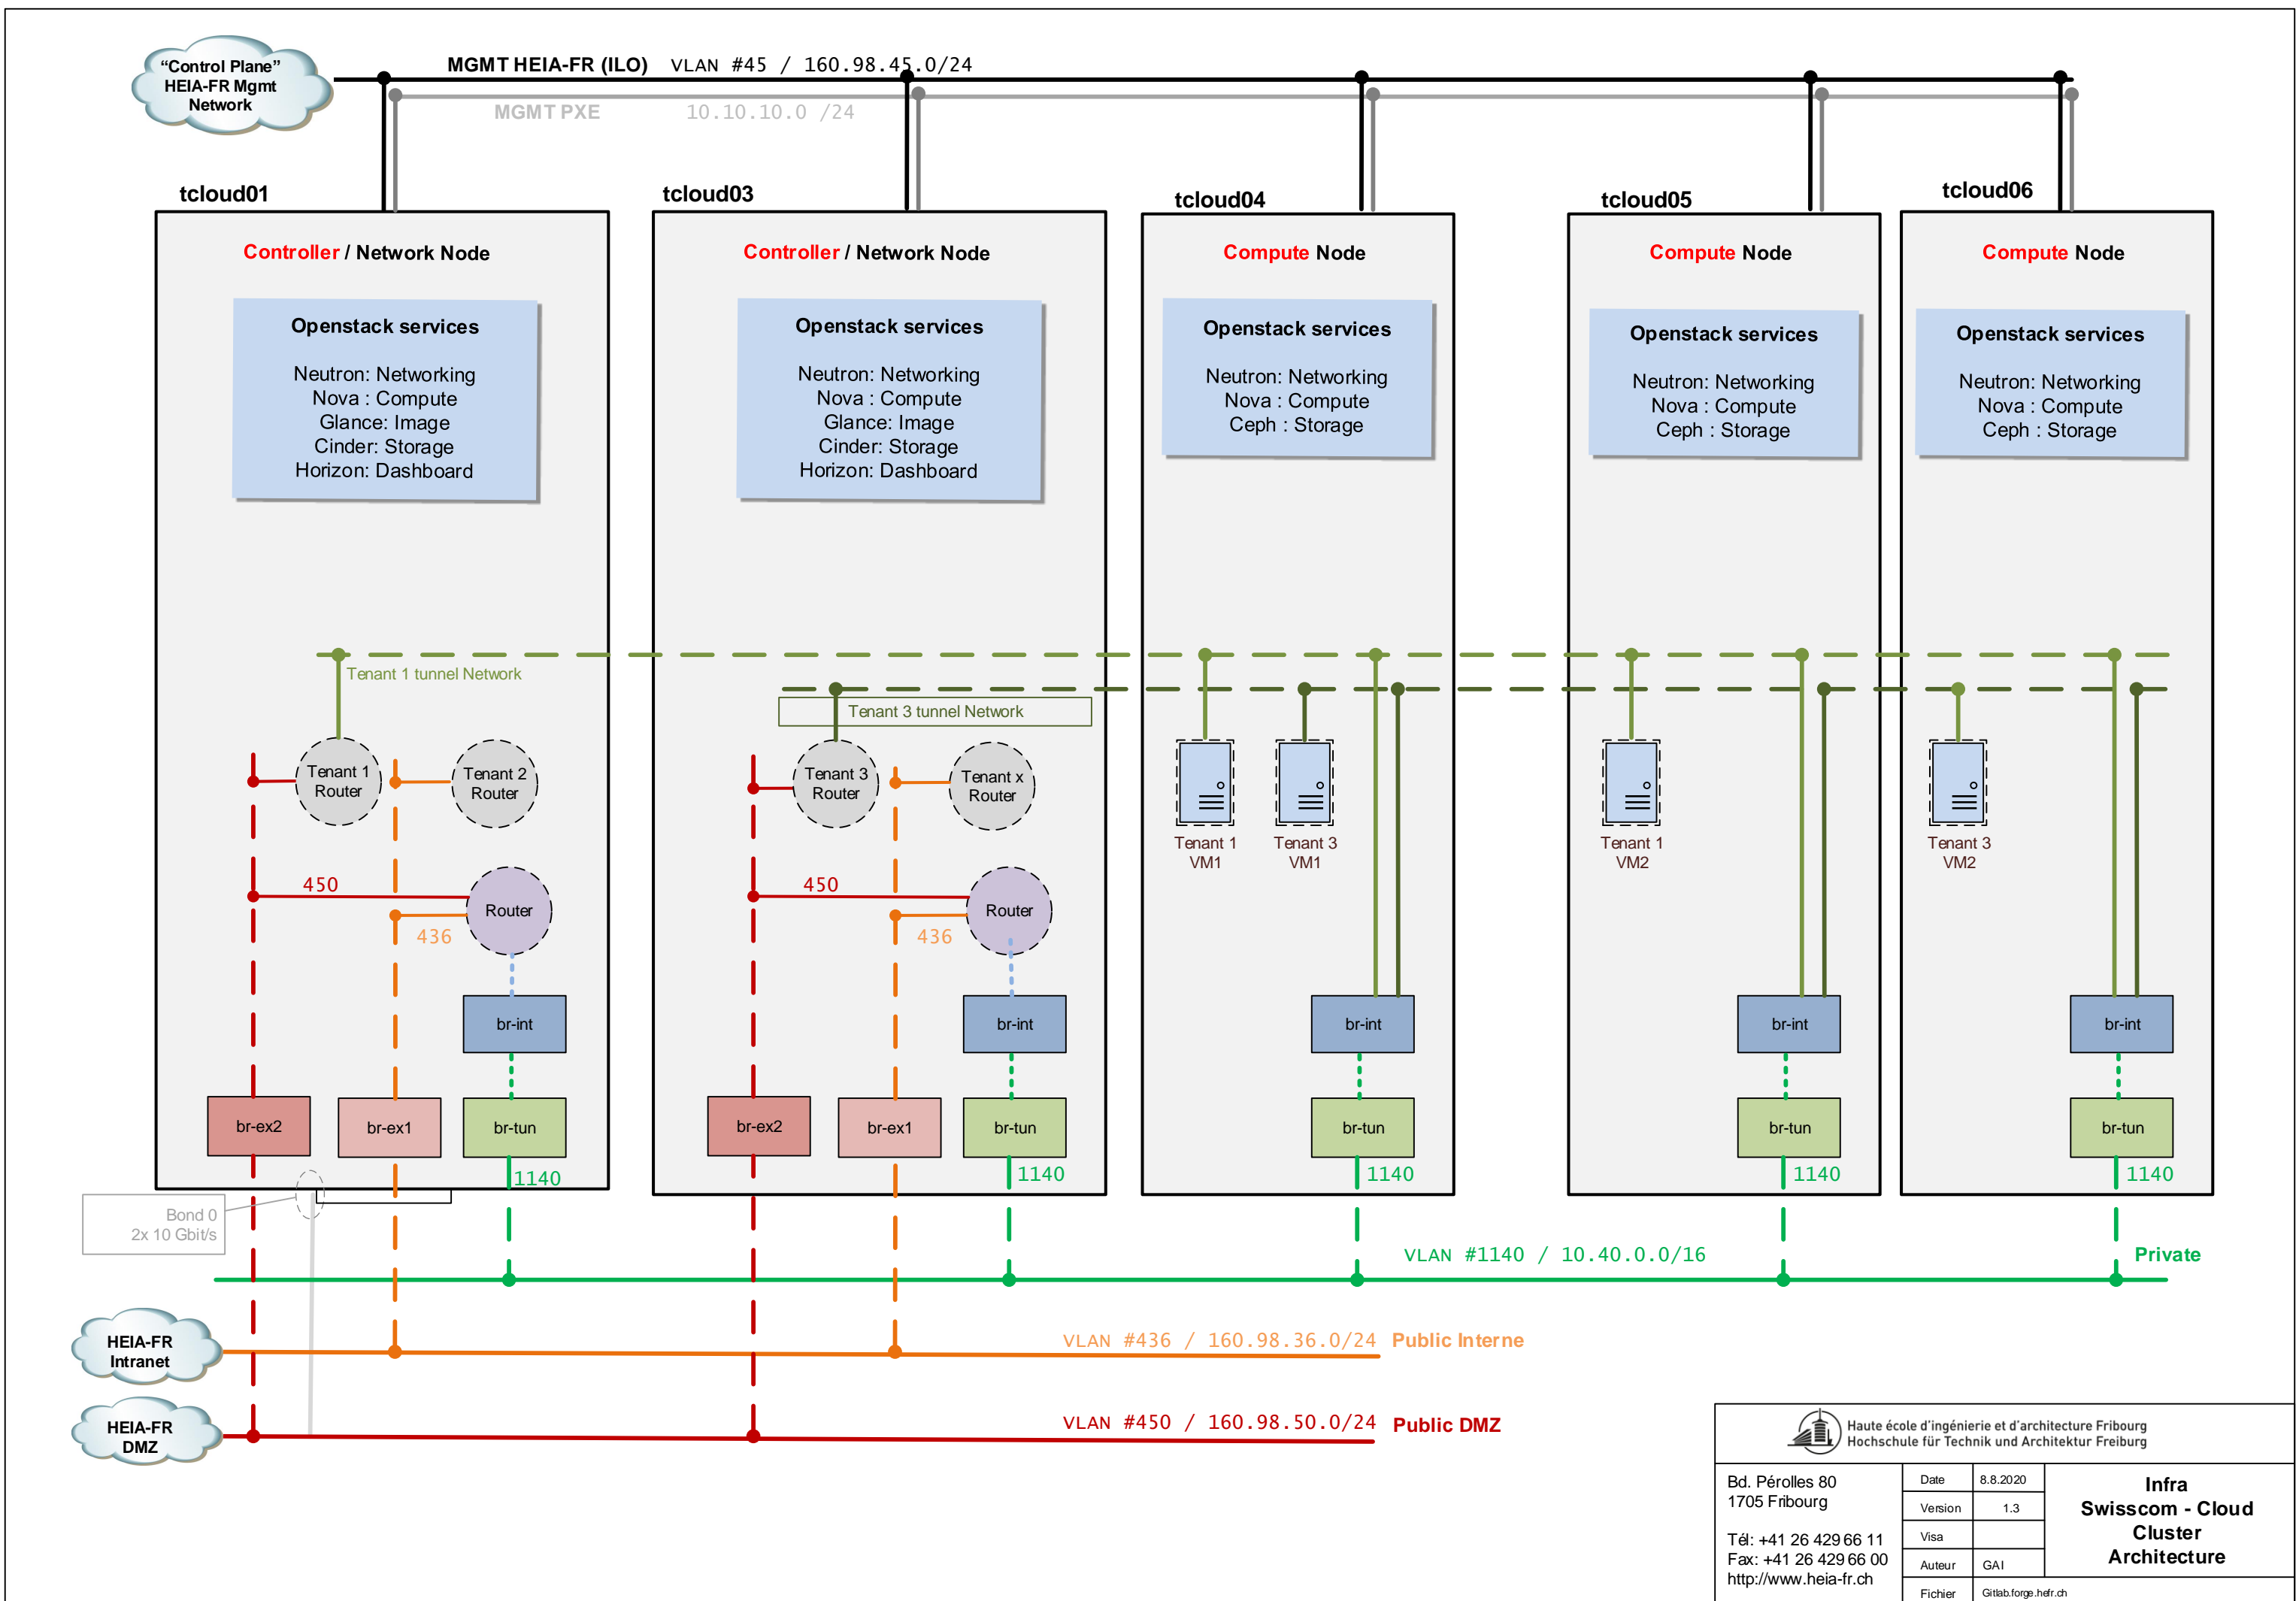 “Control Plane”
HEIA-FR Mgmt
Network
MGMT HEIA-FR (ILO) VLAN #45 / 160.98.45.0/24
MGMT PXE 10.10.10.0 /24
tcloud01
Controller / Network Node
Openstack services
Neutron: Networking
Nova : Compute
Glance: Image
Cinder: Storage
Horizon: Dashboard
Tenant 1 tunnel Network
Tenant 1
Router
Tenant 2
Router
450
Router
436
br-int
br-ex2
br-ex1
br-tun
1140
Bond 0
2x 10 Gbit/s
tcloud03
Controller / Network Node
Openstack services
Neutron: Networking
Nova : Compute
Glance: Image
Cinder: Storage
Horizon: Dashboard
Tenant 3 tunnel Network
Tenant 3
Router
Tenant x
Router
450
Router
436
br-int
br-ex2
br-ex1
br-tun
1140
tcloud04
Compute Node
Openstack services
Neutron: Networking
Nova : Compute
Ceph : Storage
Tenant 1
VM1
Tenant 3
VM1
br-int
br-tun
1140
tcloud05
Compute Node
Openstack services
Neutron: Networking
Nova : Compute
Ceph : Storage
Tenant 1
VM2
br-int
br-tun
1140
tcloud06
Compute Node
Openstack services
Neutron: Networking
Nova : Compute
Ceph : Storage
Tenant 3
VM2
br-int
br-tun
1140
VLAN #1140 / 10.40.0.0/16 Private
HEIA-FR
Intranet
VLAN #436 / 160.98.36.0/24 Public Interne
HEIA-FR
DMZ
VLAN #450 / 160.98.50.0/24 Public DMZ
Haute école d'ingénierie et d'architecture Fribourg
Hochschule für Technik und Architektur Freiburg
Bd. Pérolles 80
1705 Fribourg
Tél: +41 26 429 66 11
Fax: +41 26 429 66 00
http://www.heia-fr.ch
Date 8.8.2020
Version 1.3
Visa
Auteur GAI
Fichier Gitlab.forge.hefr.ch
Infra
Swisscom - Cloud
Cluster
Architecture